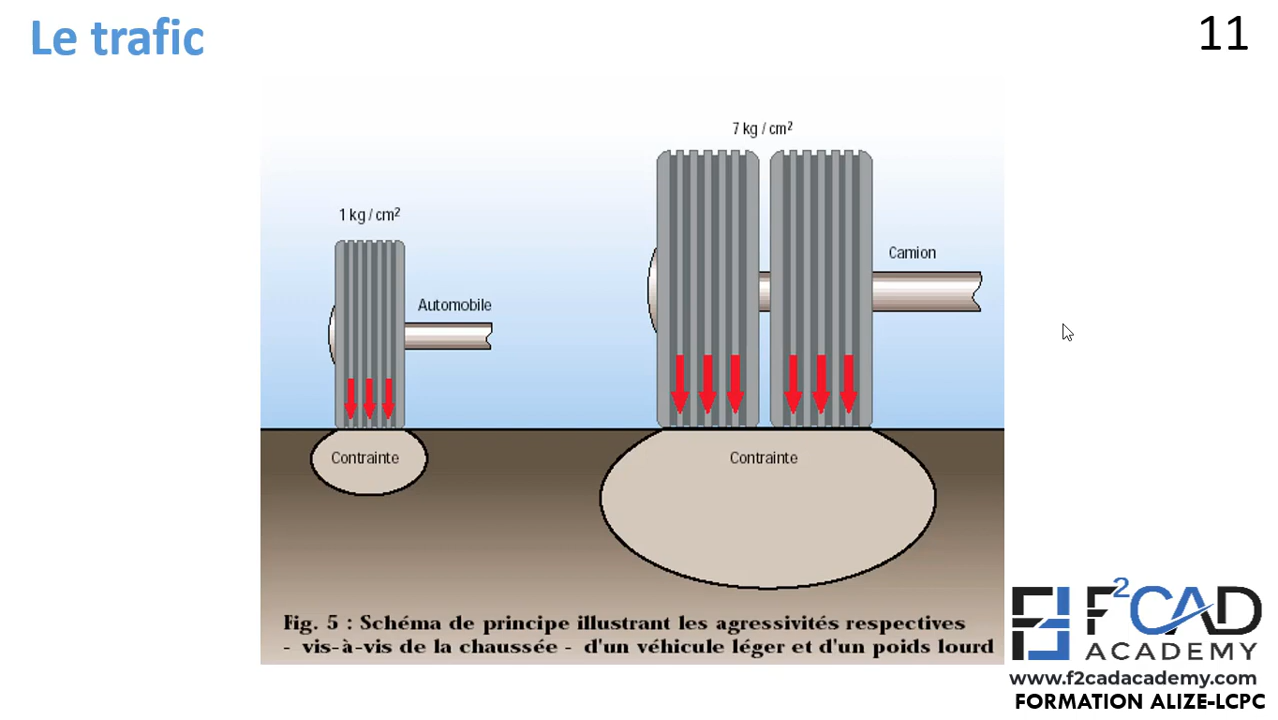 Le trafic
11
7 kg / cm²
1 kg / cm²
Camion
Automobile
Contrainte
Contrainte
Fig. 5 : Schéma de principe illustrant les agressivités respectives
- vis-à-vis de la chaussée - d'un véhicule léger et d'un poids lourd
F²CAD
ACADEMY
www.f2cadacademy.com
FORMATION ALIZE-LCPC